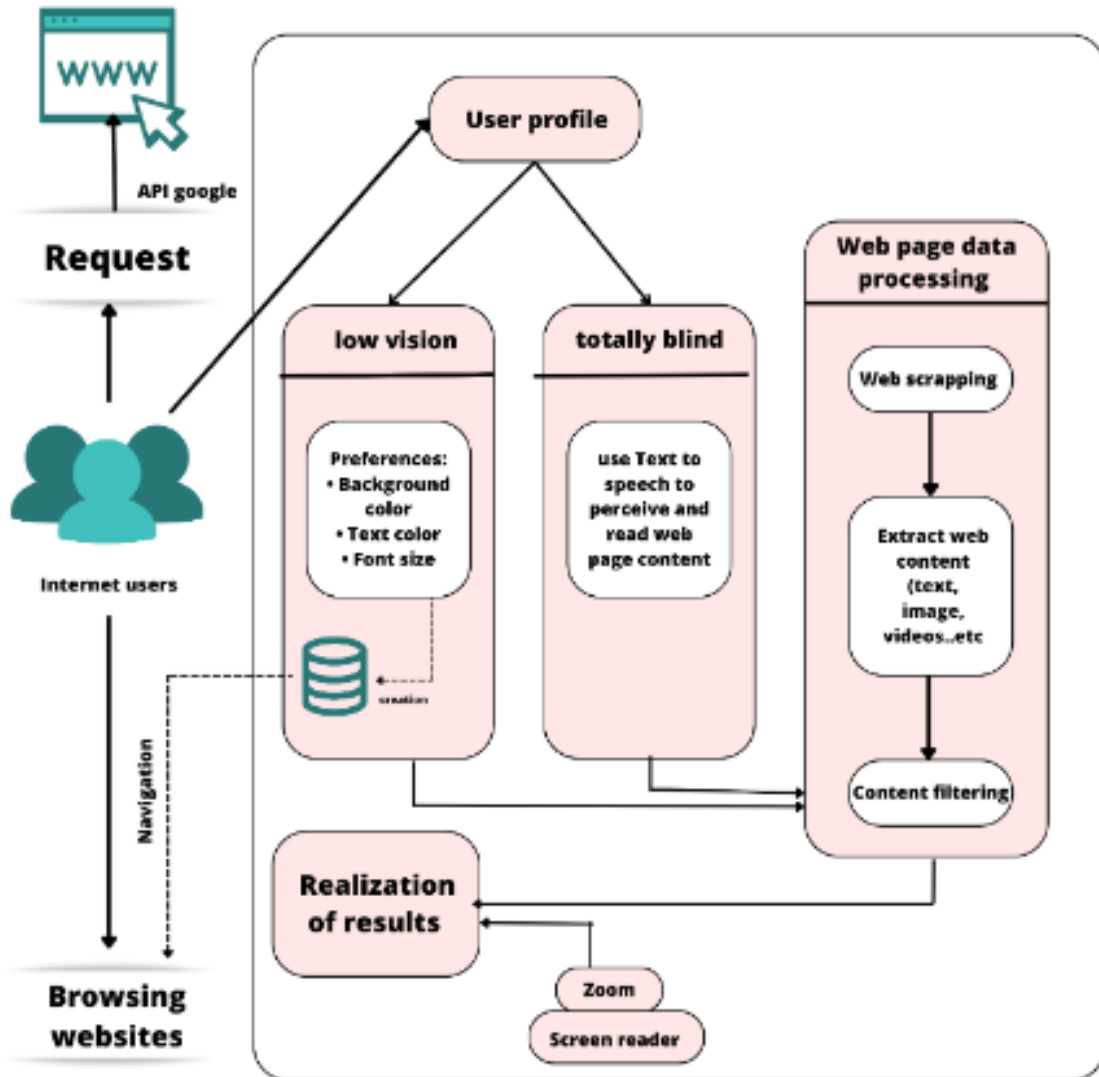 WWW
API google
Request
Internet users
Navigation
Browsing
websites
User profile
low vision
Preferences:
• Background
color
• Text color
• Font size
creation
totally blind
use Text to
speech to
perceive and
read web
page content
Web page data
processing
Web scrapping
Extract web
content
(text,
image,
videos..etc
Content filtering
Realization
of results
Zoom
Screen reader